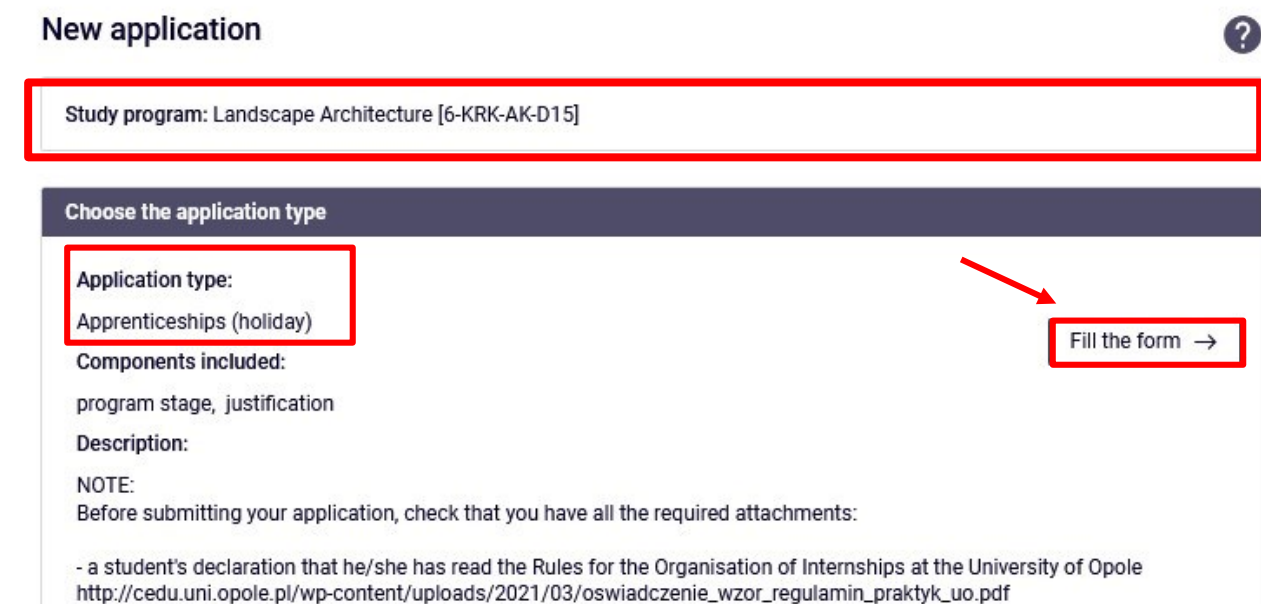 New application
?
Study program: Landscape Architecture [6-KRK-AK-D15]
Choose the application type
Application type:
Apprenticeships (holiday)
Fill the form →
Components included:
program stage, justification
Description:
NOTE:
Before submitting your application, check that you have all the required attachments:
- a student's declaration that he/she has read the Rules for the Organisation of Internships at the University of Opole
http://cedu.uni.opole.pl/wp-content/uploads/2021/03/oswiadczenie_wzor_regulamin_praktyk_uo.pdf